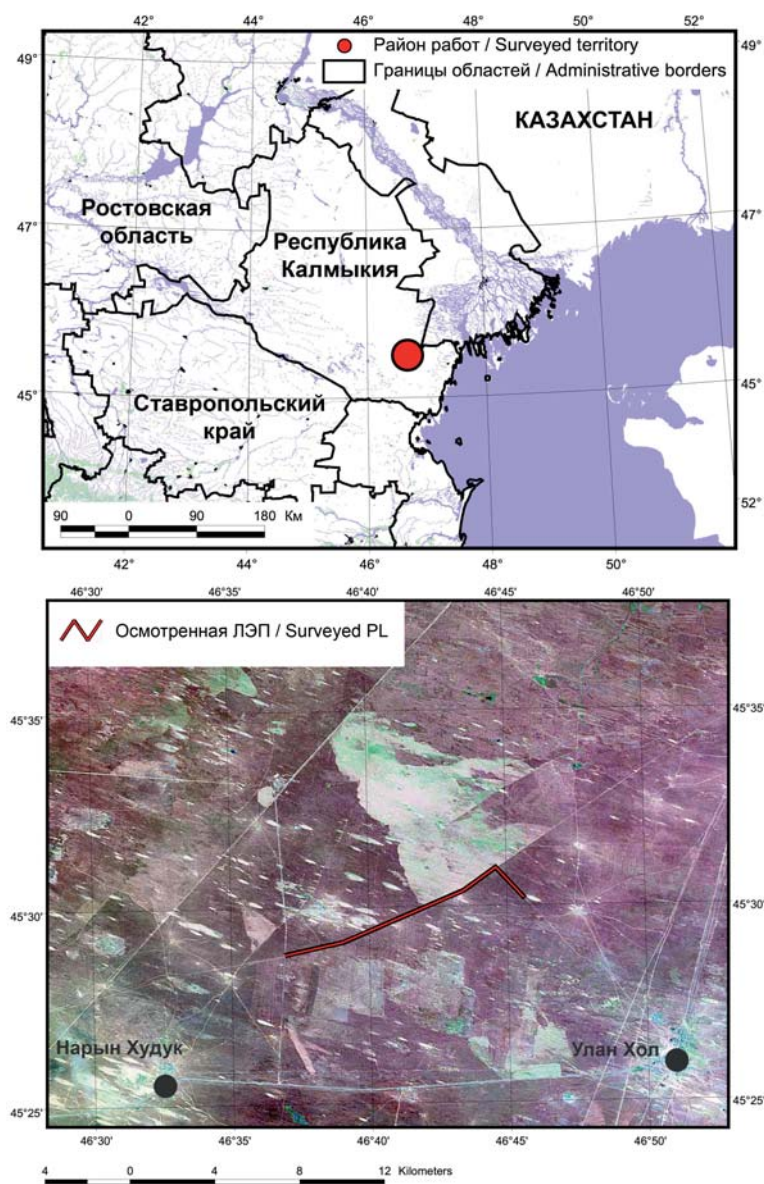 42° 44° 46° 48° 50° 52°
49° 49°
Район работ / Surveyed territory
Границы областей / Administrative borders
КАЗАХСТАН
47° 47°
Ростовская
область
Республика
Калмыкия
45° 45°
Ставропольский
край
52°
90 0 90 180 Км
42° 44° 46° 48° 50°
46°30' 46°35' 46°40' 46°45' 46°50'
Осмотренная ЛЭП / Surveyed PL
45°35' 45°35'
45°30' 45°30'
Нарын Худук
Улан Хол
45°25' 45°25'
46°30' 46°35' 46°40' 46°45' 46°50'
4 0 4 8 12 Kilometers